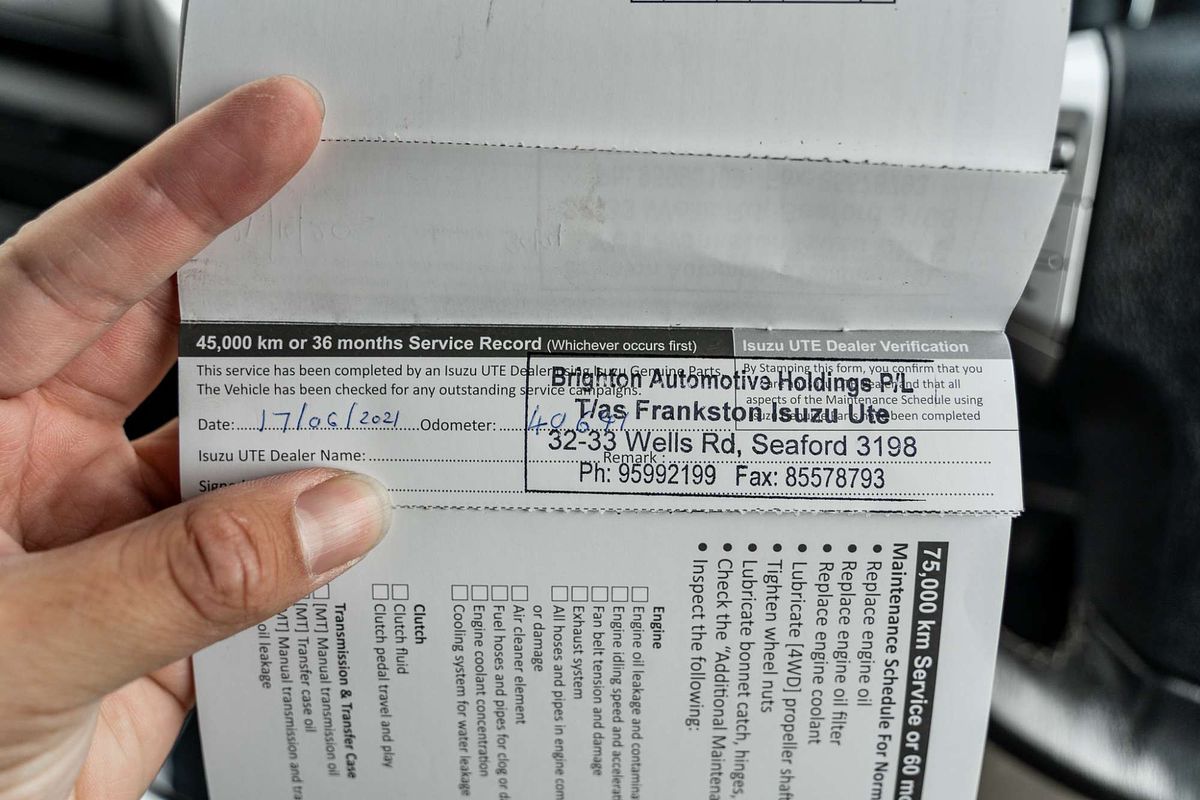 45,000 km or 36 months Service Record (Whichever occurs first)
Isuzu UTE Dealer Verification
This service has been completed by an Isuzu UTE Dealer using Isuzu Genuine Parts.
The Vehicle has been checked for any outstanding service campaigns.
By Stamping this form, you confirm that you
and that all
aspects of the Maintenance Schedule using
been completed
Date: 17/06/2021 Odometer:
Isuzu UTE Dealer Name:
Remark :
Brighton Automotive Holdings P/L
T/as Frankston Isuzu Ute
32-33 Wells Rd, Seaford 3198
Ph: 95992199 Fax: 85578793
75,000 km Service or 60
Maintenance Schedule For
• Replace engine oil
• Replace engine oil filter
• Replace engine coolant
• Lubricate [4WD] propeller
• Tighten wheel nuts
• Lubricate bonnet catch, hinges,
• Check the "Additional
• Inspect the following:
Engine
Engine oil leakage and
Engine idling speed and
Fan belt tension and damage
Exhaust system
All hoses and pipes in engine
or damage
Air cleaner element
Fuel hoses and pipes for clog or
Engine coolant concentration
Cooling system for water leakage
Clutch
Clutch fluid
Clutch pedal travel and play
Transmission & Transfer Case
[MT] Manual transmission oil
[MT] Transfer case oil
[MT] Manual transmission and
oil leakage